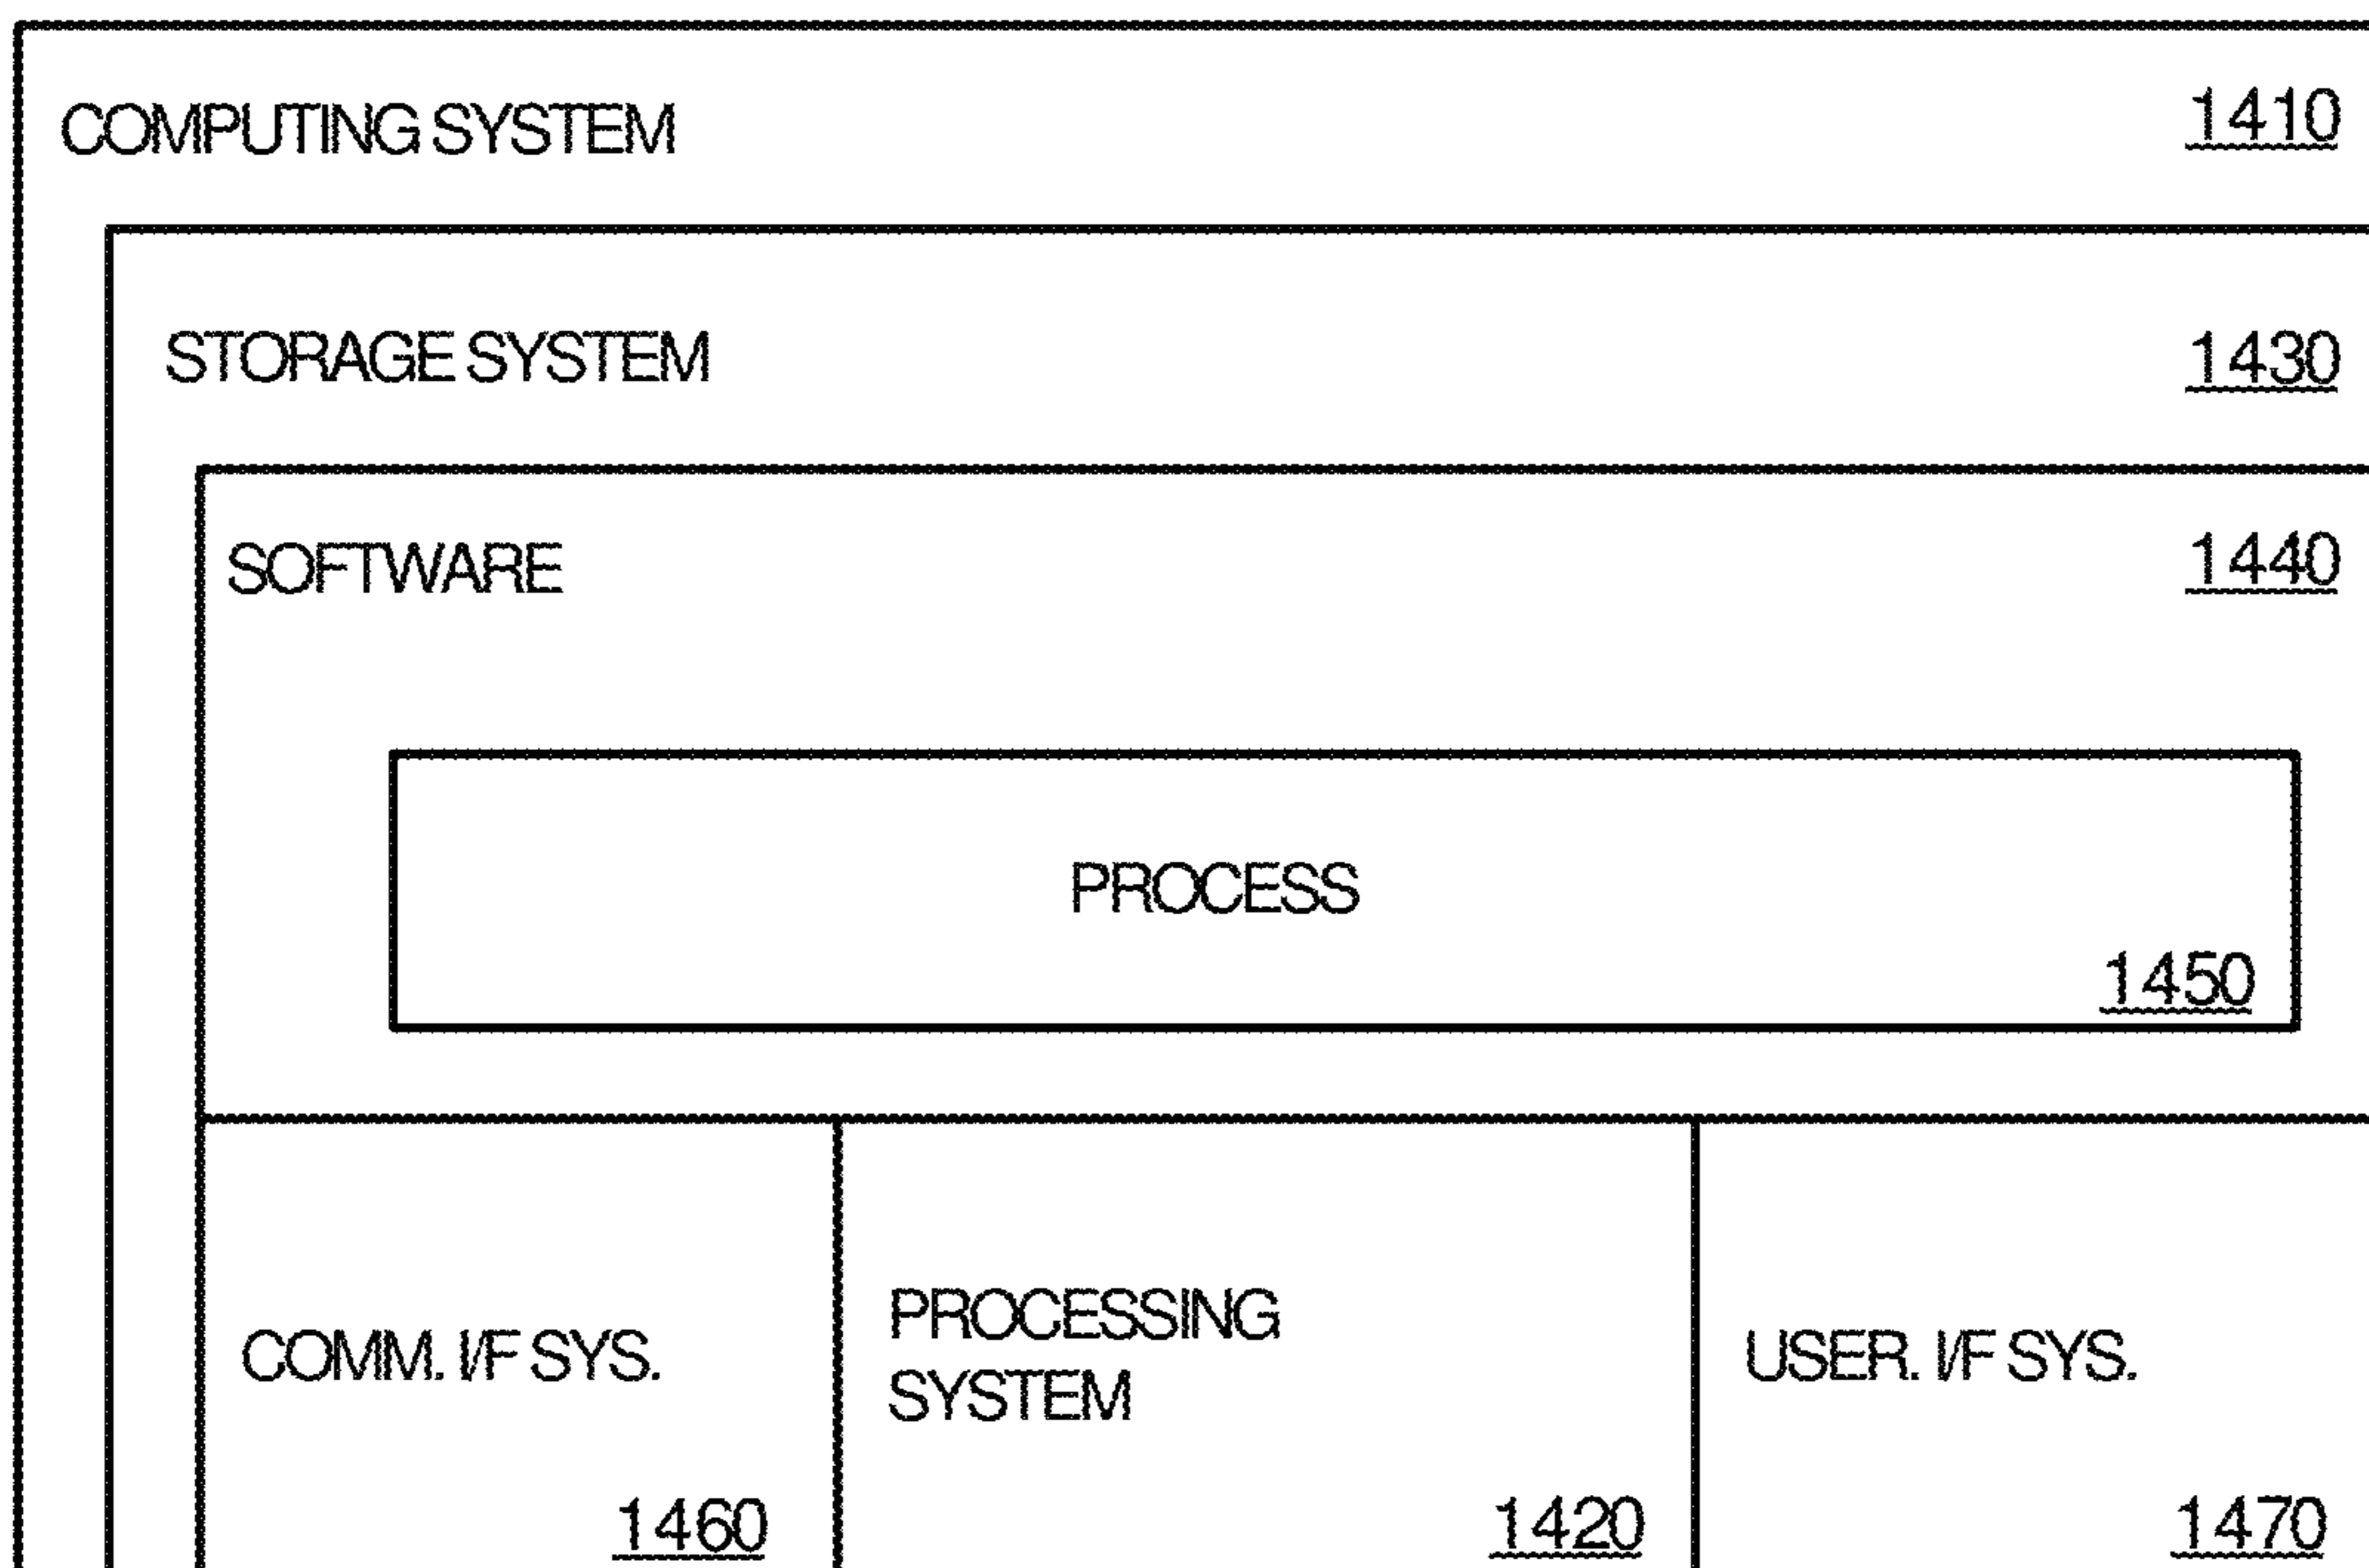 COMPUTING SYSTEM 1410
STORAGE SYSTEM 1430
SOFTWARE 1440
PROCESS
1450
COMM. I/F SYS.
1460
PROCESSING
SYSTEM
1420
USER. I/F SYS.
1470